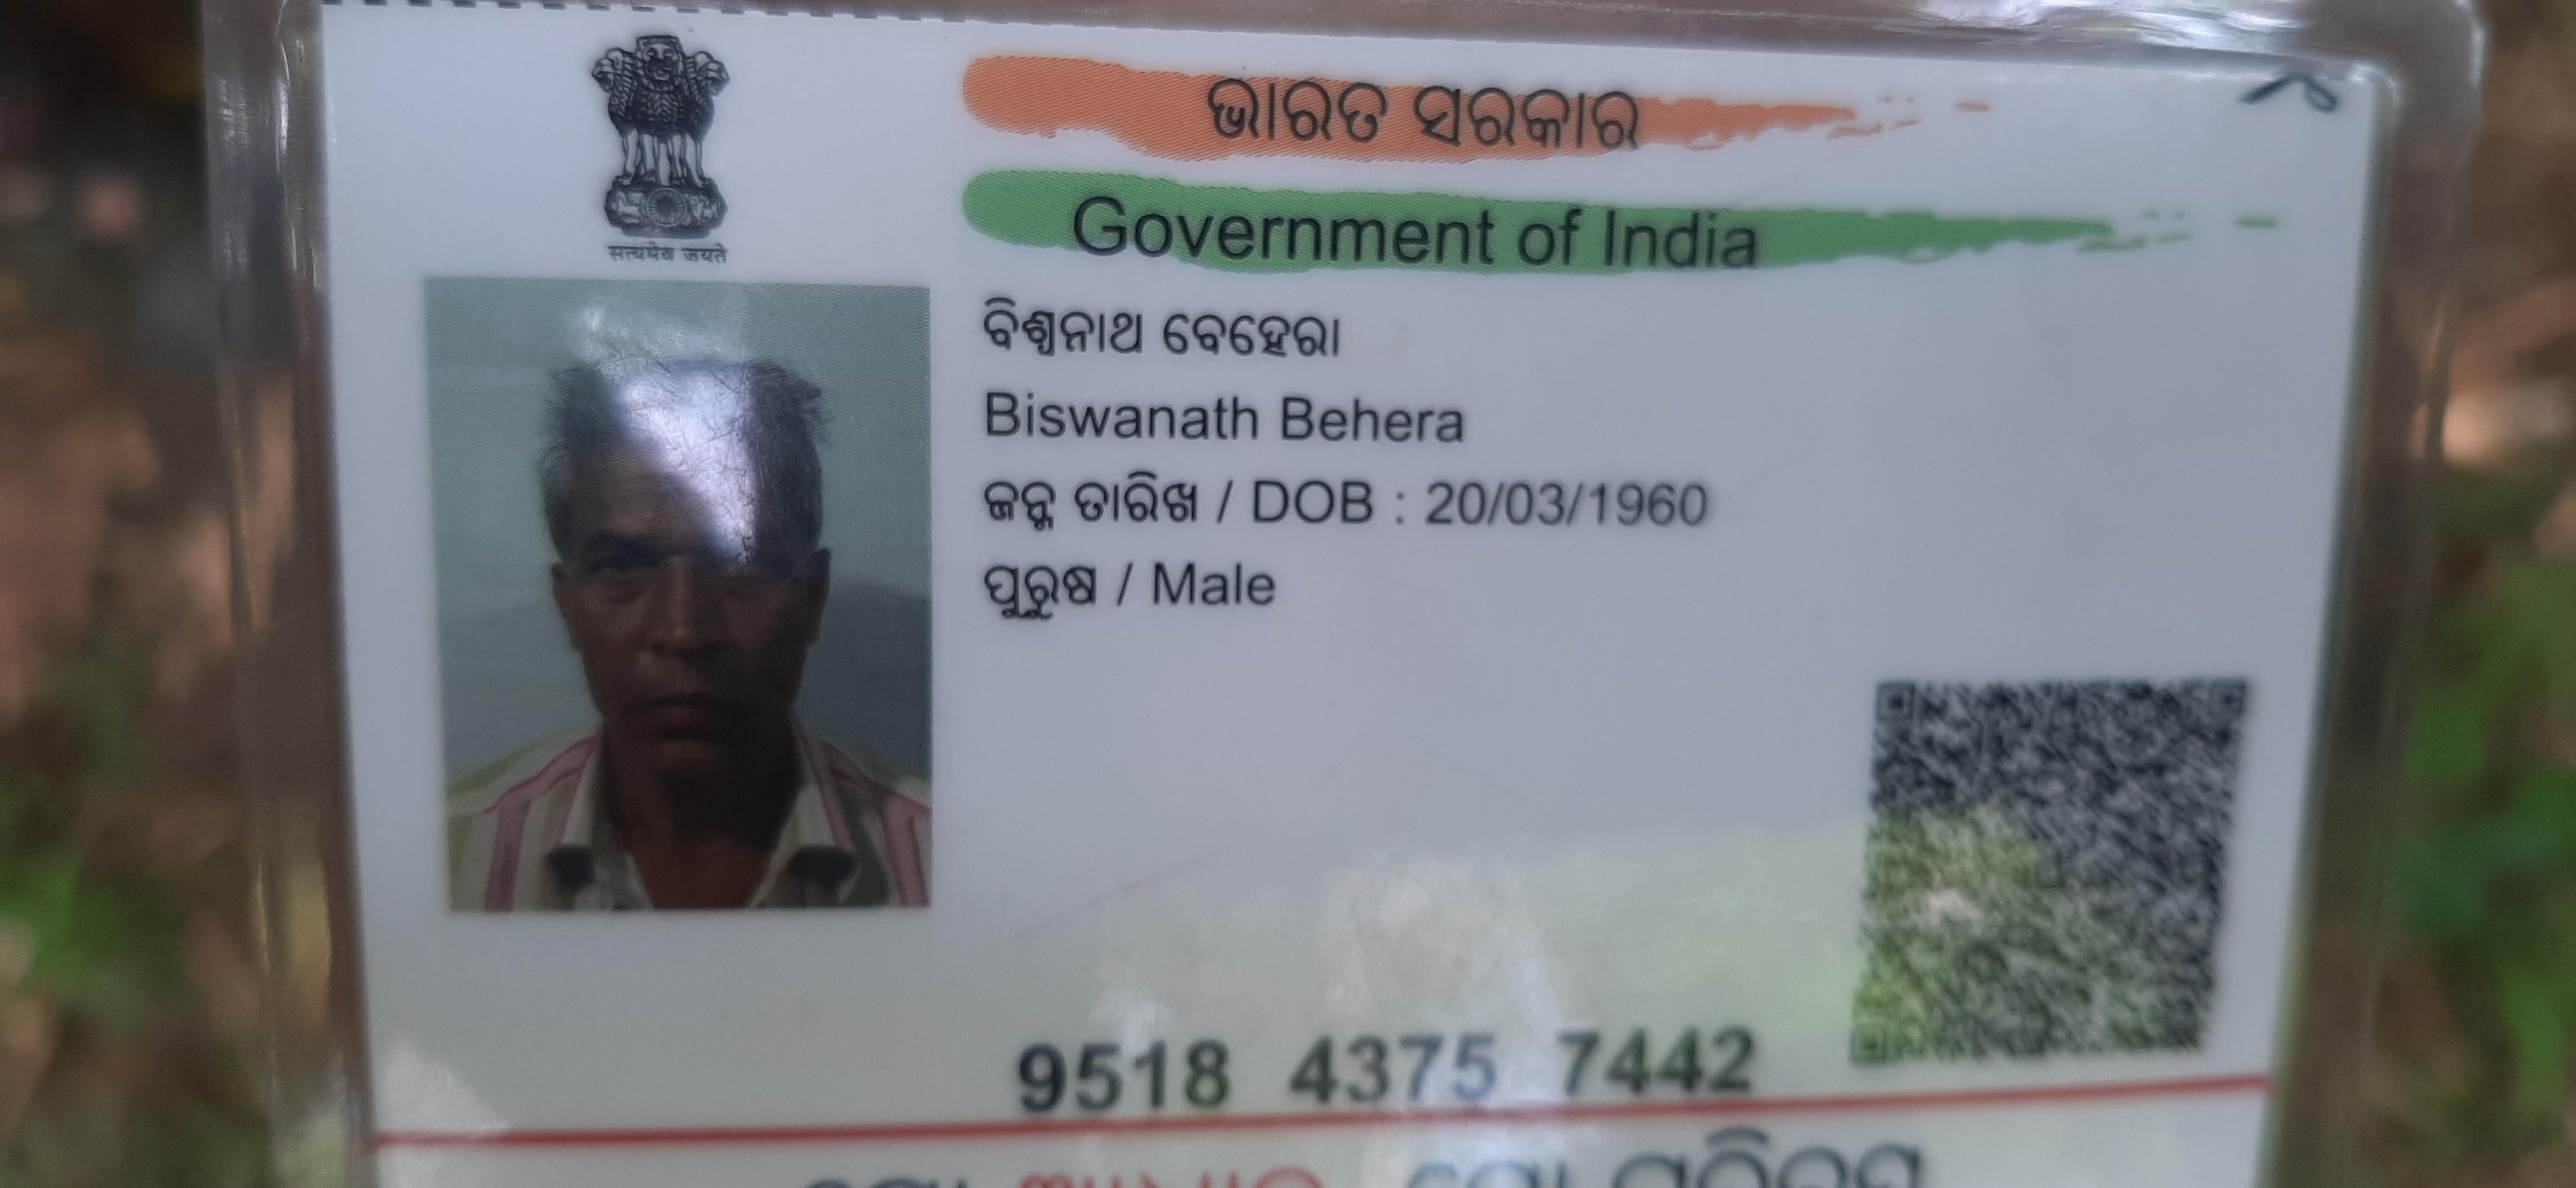 ଭାରତ ସରକାର
Government of India
सत्यमेव जयते
ବିଶ୍ଵନାଥ ବେହେରା
Biswanath Behera
ଜନ୍ମ ତାରିଖ / DOB : 20/03/1960
ପୁରୁଷ / Male
9518 4375 7442